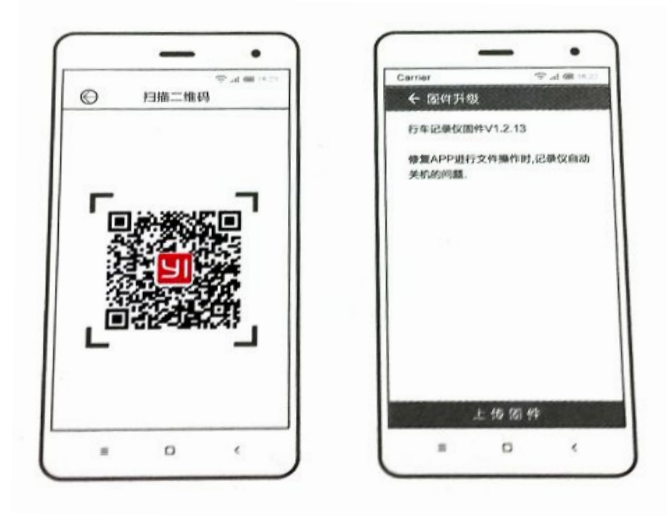 扫描二维码
YI
Carrier
固件升级
行车记录仪固件V1.2.13
修复APP进行文件操作时,记录仪自动
关机的问题.
上传固件